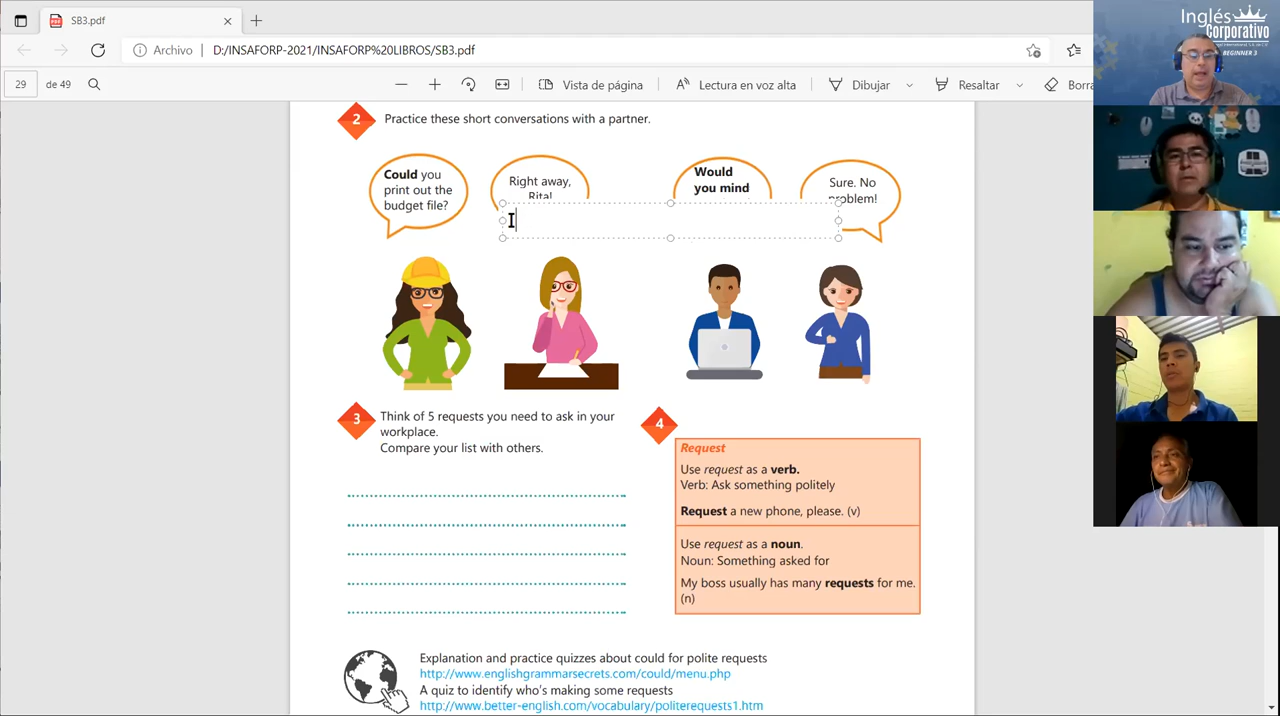 SB3.pdf
Archivo
D:/INSAFORP-2021/INSAFORP%20LIBROS/SB3.pdf
29
de 49
Vista de página
Lectura en voz alta
Dibujar
Resaltar
Borra
Inglés
Corporativo
BEGINNER 3
2
Practice these short conversations with a partner.
Could you
print out the
budget file?
Right away,
Rita!
Would
you mind
Sure. No
problem!
3
Think of 5 requests you need to ask in your
workplace.
Compare your list with others.
4
Request
Use request as a verb.
Verb: Ask something politely
Request a new phone, please. (v)
Use request as a noun.
Noun: Something asked for
My boss usually has many requests for me.
(n)
Explanation and practice quizzes about could for polite requests
http://www.englishgrammarsecrets.com/could/menu.php
A quiz to identify who's making some requests
http://www.better-english.com/vocabulary/politerequests1.htm